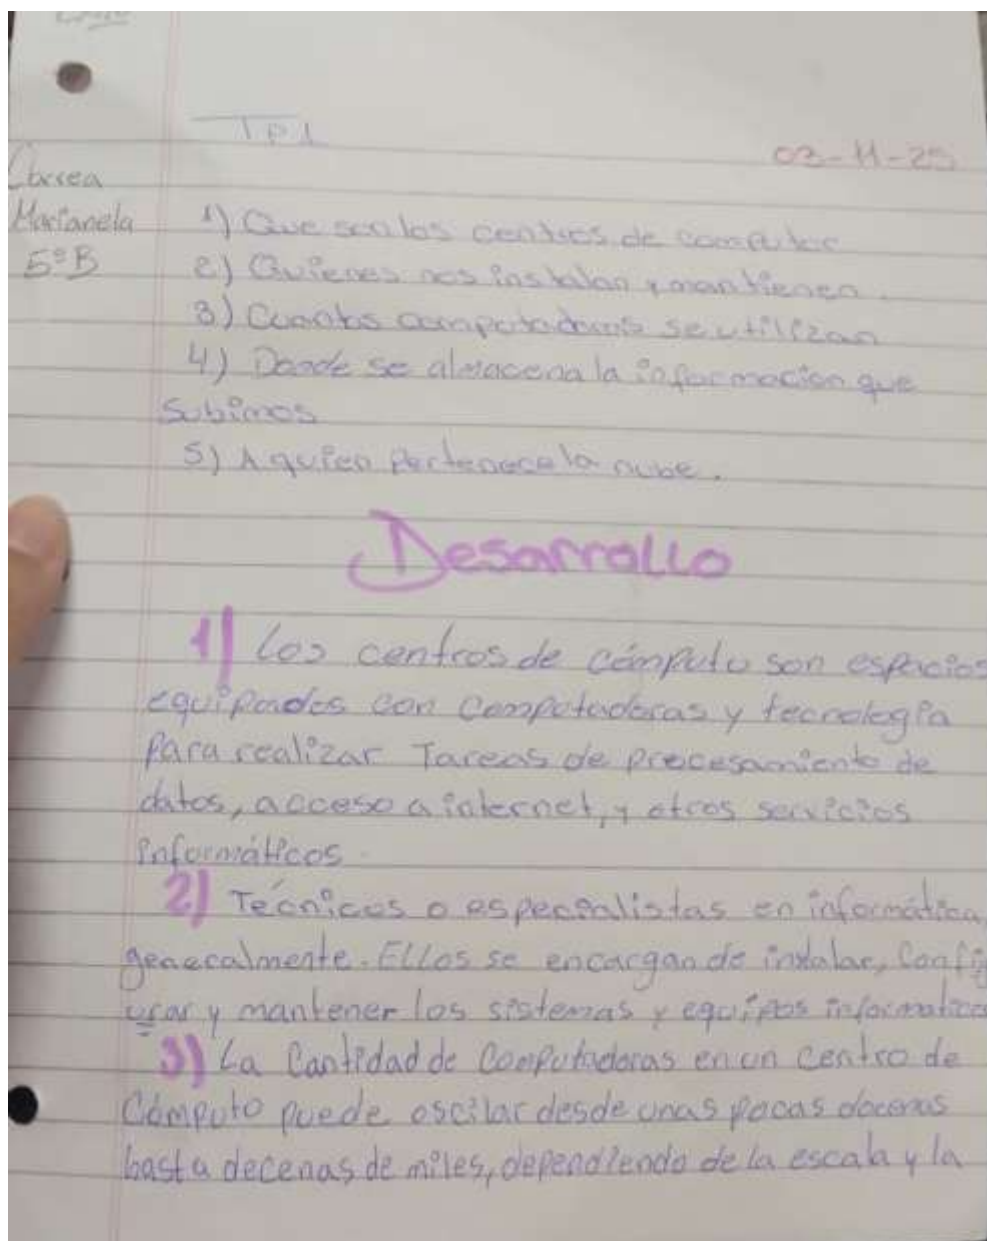 TP1
03-11-25
Correa
Marianela
5°B
1) Que son los centros de computo
2) Quienes nos instalan y mantienen.
3) Cuantas computadoras se utilizan
4) Donde se almacena la informacion que
subimos
5) A quien pertenece la nube.
Desarrollo
1) Los centros de cómputo son espacios
equipados con computadoras y tecnologia
para realizar Tareas de procesamiento de
datos, acceso a internet, y otros servicios
informáticos.
2) Técnicos o especialistas en informática
generalmente. Ellos se encargan de instalar, Config
urar y mantener los sistemas y equipos informatico
3) La Cantidad de Computadoras en un Centro de
Cómputo puede oscilar desde unas pocas docenas
hasta decenas de miles, dependiendo de la escala y la